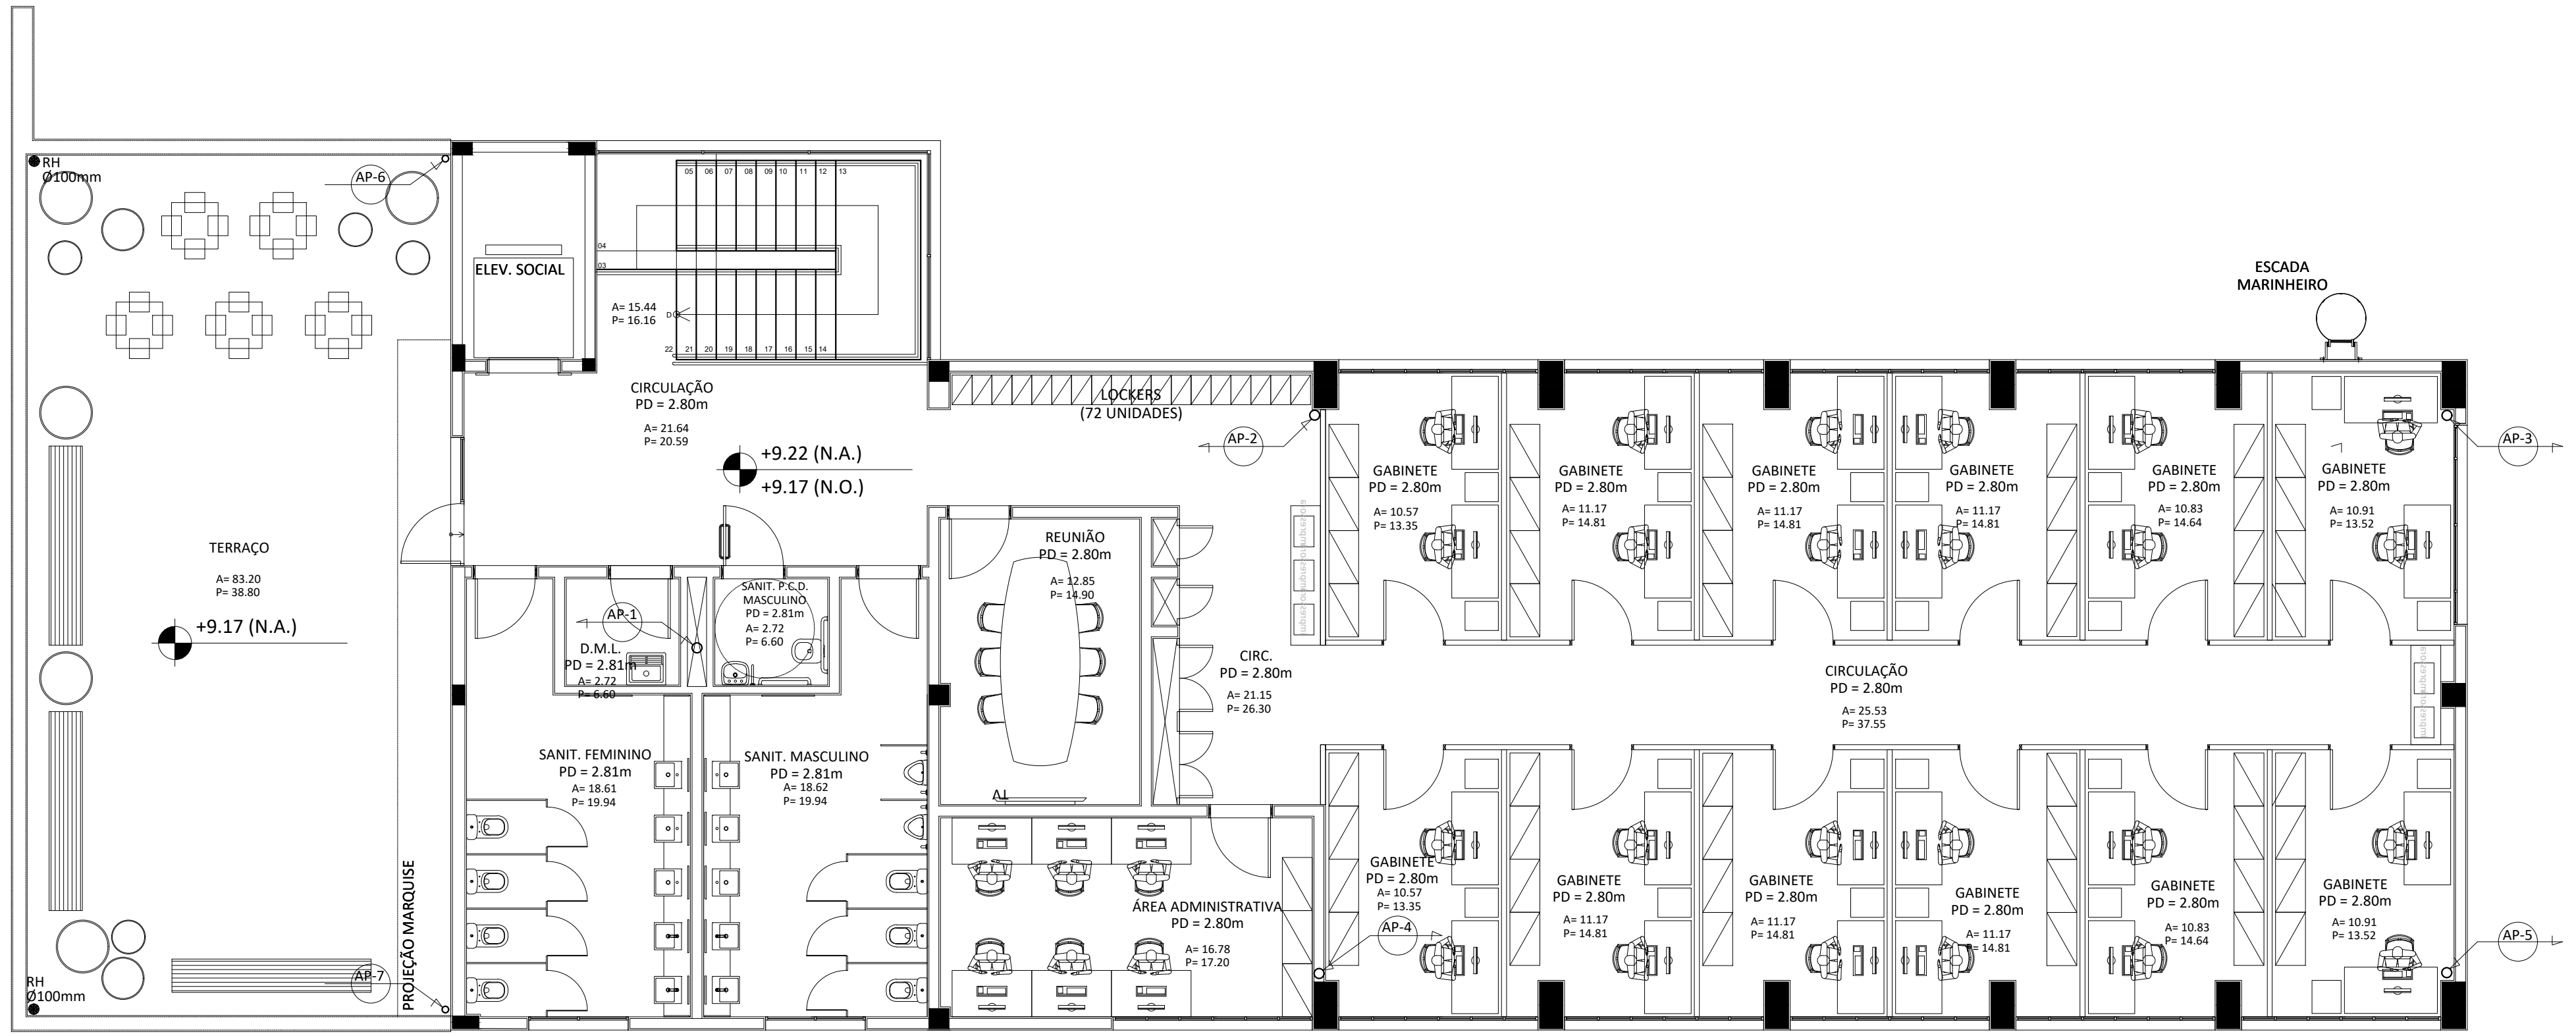 RH
Ø100mm
AP-6
ELEV. SOCIAL
05 06 07 08 09 10 11 12 13
04
03
A= 15.44
P= 16.16
D
22 21 20 19 18 17 16 15 14
CIRCULAÇÃO
PD = 2.80m
A= 21.64
P= 20.59
+9.22 (N.A.)
+9.17 (N.O.)
LOCKERS
(72 UNIDADES)
AP-2
ESCADA
MARINHEIRO
AP-3
GABINETE
PD = 2.80m
A= 10.57
P= 13.35
GABINETE
PD = 2.80m
A= 11.17
P= 14.81
GABINETE
PD = 2.80m
A= 11.17
P= 14.81
GABINETE
PD = 2.80m
A= 11.17
P= 14.81
GABINETE
PD = 2.80m
A= 10.83
P= 14.64
GABINETE
PD = 2.80m
A= 10.91
P= 13.52
TERRAÇO
A= 83.20
P= 38.80
+9.17 (N.A.)
REUNIÃO
PD = 2.80m
A= 12.85
P= 14.90
TV
SANIT. P.C.D.
MASCULINO
PD = 2.81m
A= 2.72
P= 6.60
AP-1
D.M.L.
PD = 2.81m
A= 2.72
P= 6.60
CIRC.
PD = 2.80m
A= 21.15
P= 26.30
CIRCULAÇÃO
PD = 2.80m
A= 25.53
P= 37.55
SANIT. FEMININO
PD = 2.81m
A= 18.61
P= 19.94
SANIT. MASCULINO
PD = 2.81m
A= 18.62
P= 19.94
ÁREA ADMINISTRATIVA
PD = 2.80m
A= 16.78
P= 17.20
GABINETE
PD = 2.80m
A= 10.57
P= 13.35
AP-4
GABINETE
PD = 2.80m
A= 11.17
P= 14.81
GABINETE
PD = 2.80m
A= 11.17
P= 14.81
GABINETE
PD = 2.80m
A= 11.17
P= 14.81
GABINETE
PD = 2.80m
A= 10.83
P= 14.64
GABINETE
PD = 2.80m
A= 10.91
P= 13.52
AP-5
PROJEÇÃO MARQUISE
AP-7
RH
Ø100mm